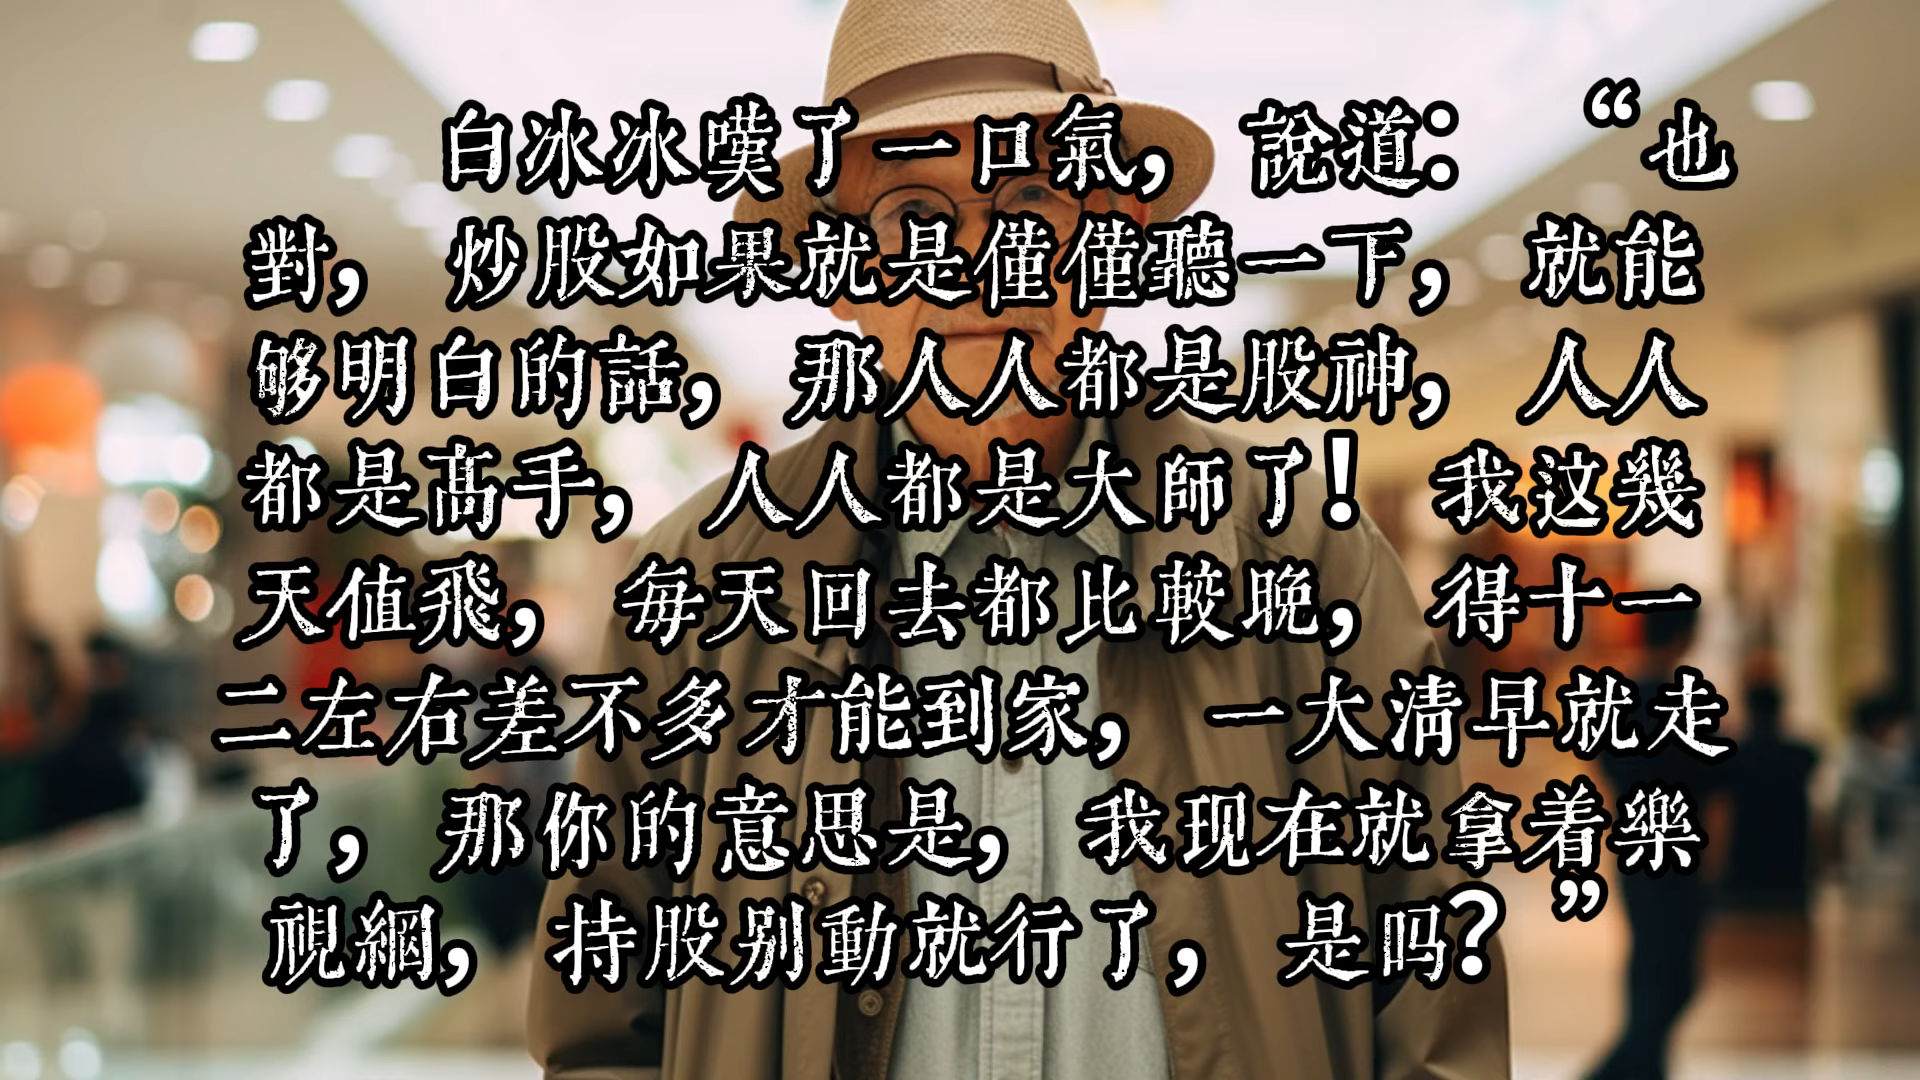 白冰冰嘆了一口氣，說道：“也
對，炒股如果就是僅僅聽一下，就能
够明白的話，那人人都是股神，人人
都是高手，人人都是大師了！我这幾
天值飛，每天回去都比較晚，得十一
二左右差不多才能到家，一大清早就走
了，那你的意思是，我现在就拿着樂
視網，持股别動就行了，是吗？”